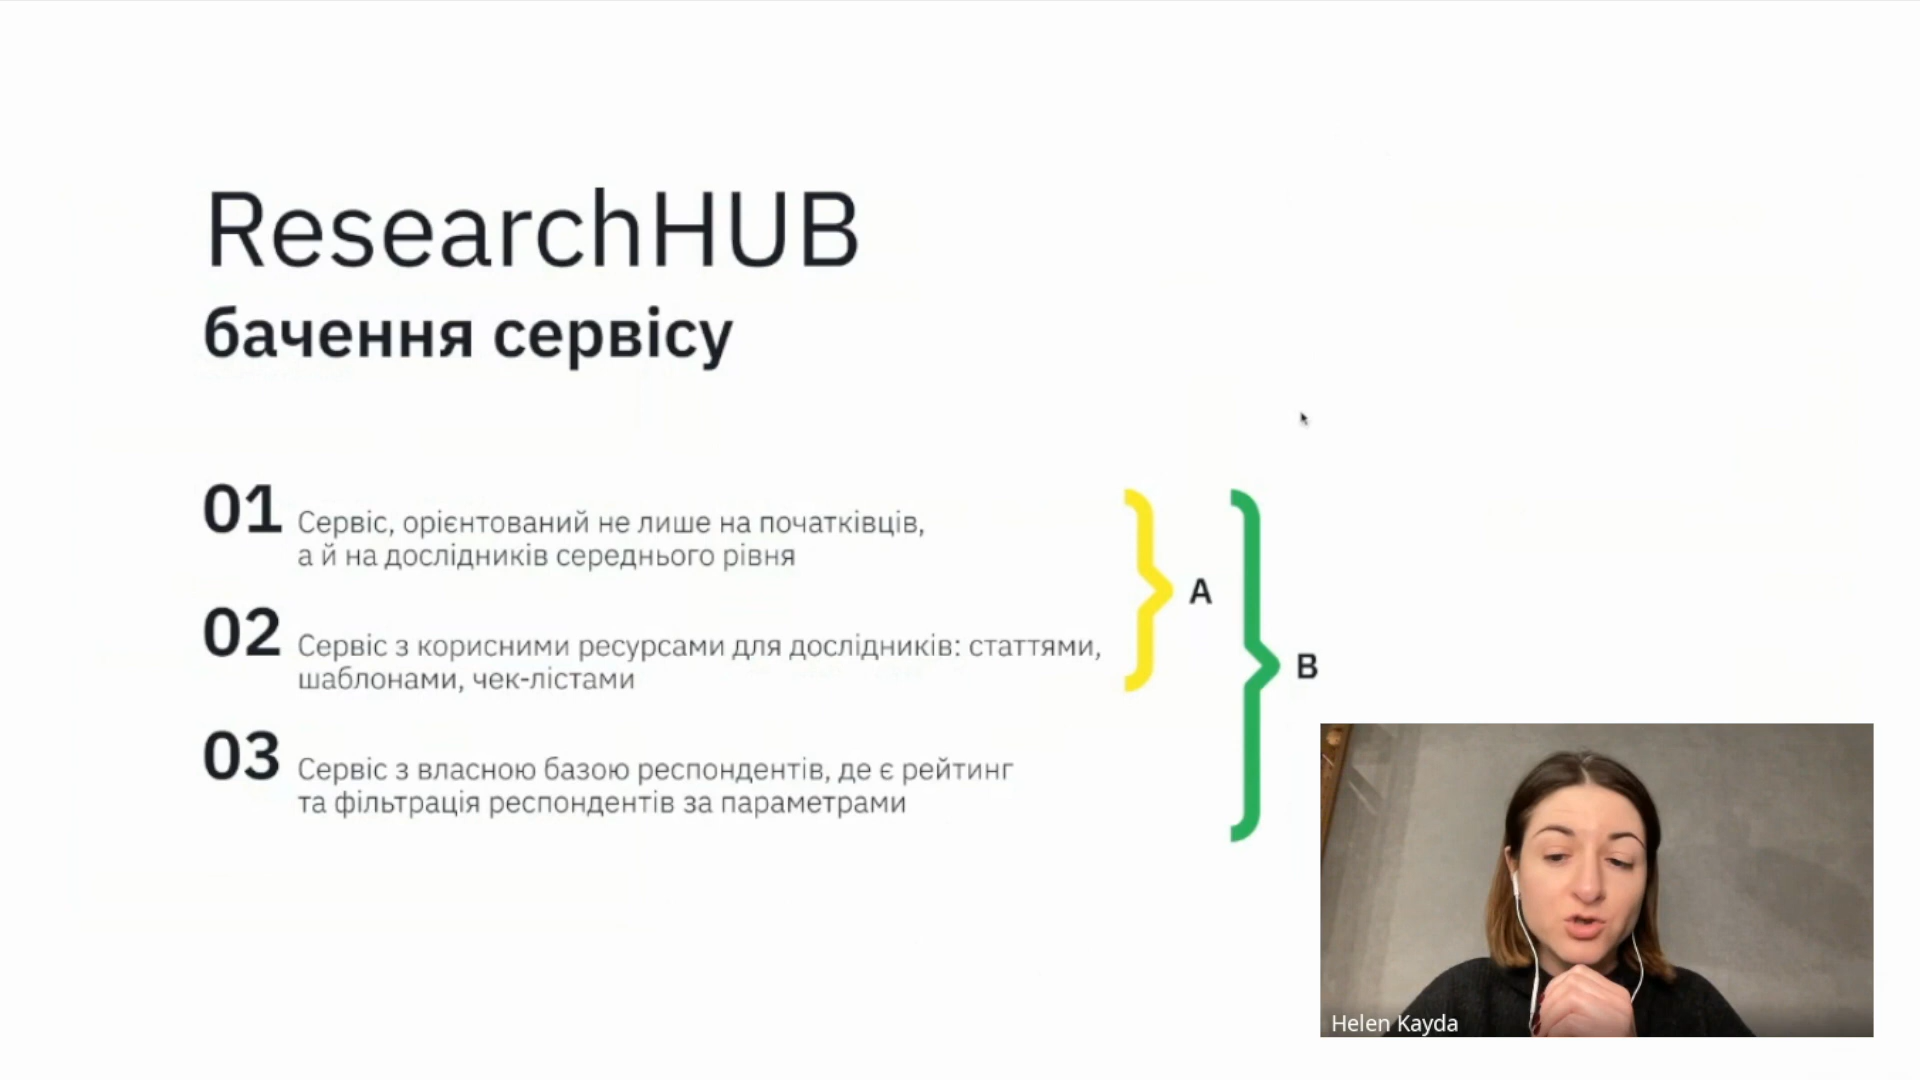 ResearchHUB
бачення сервісу
01 Сервіс, орієнтований не лише на початківців,
а й на дослідників середнього рівня
02 Сервіс з корисними ресурсами для дослідників: статтями,
шаблонами, чек-лістами
03 Сервіс з власною базою респондентів, де є рейтинг
та фільтрація респондентів за параметрами
A
B
Helen Kayda